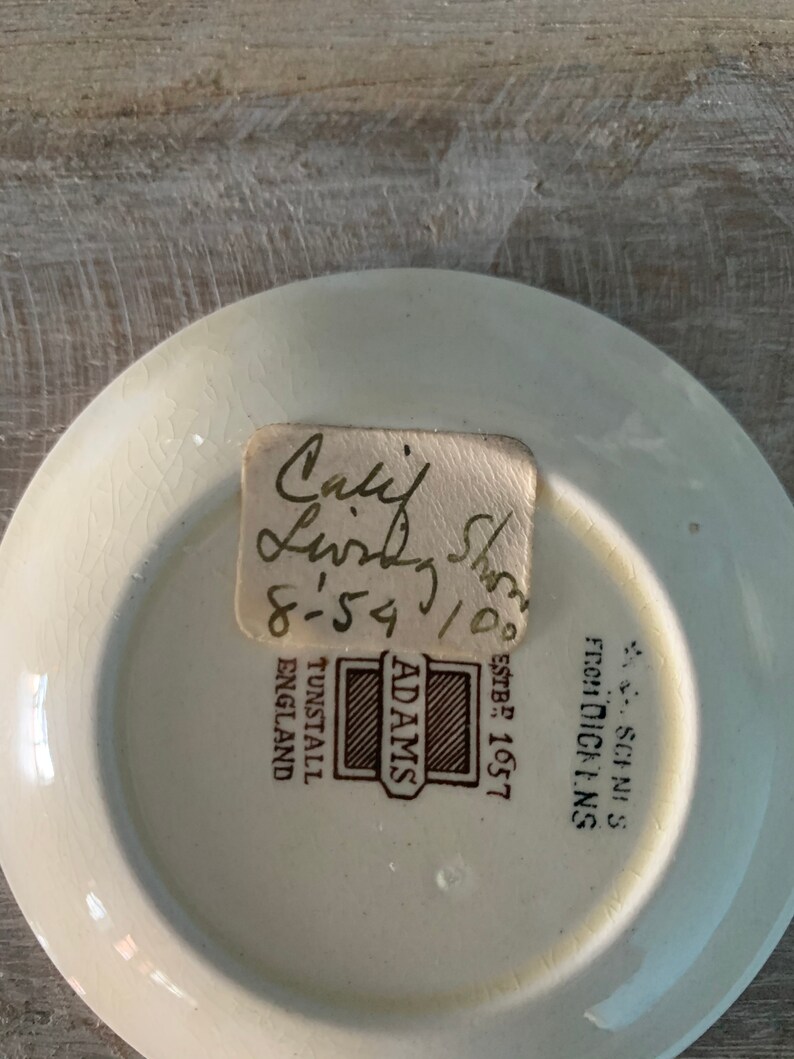 Calif
Living Show
8-54 100
ESTBD. 1657
ADAMS
TUNSTALL
ENGLAND
SCENES
FROM DICKENS